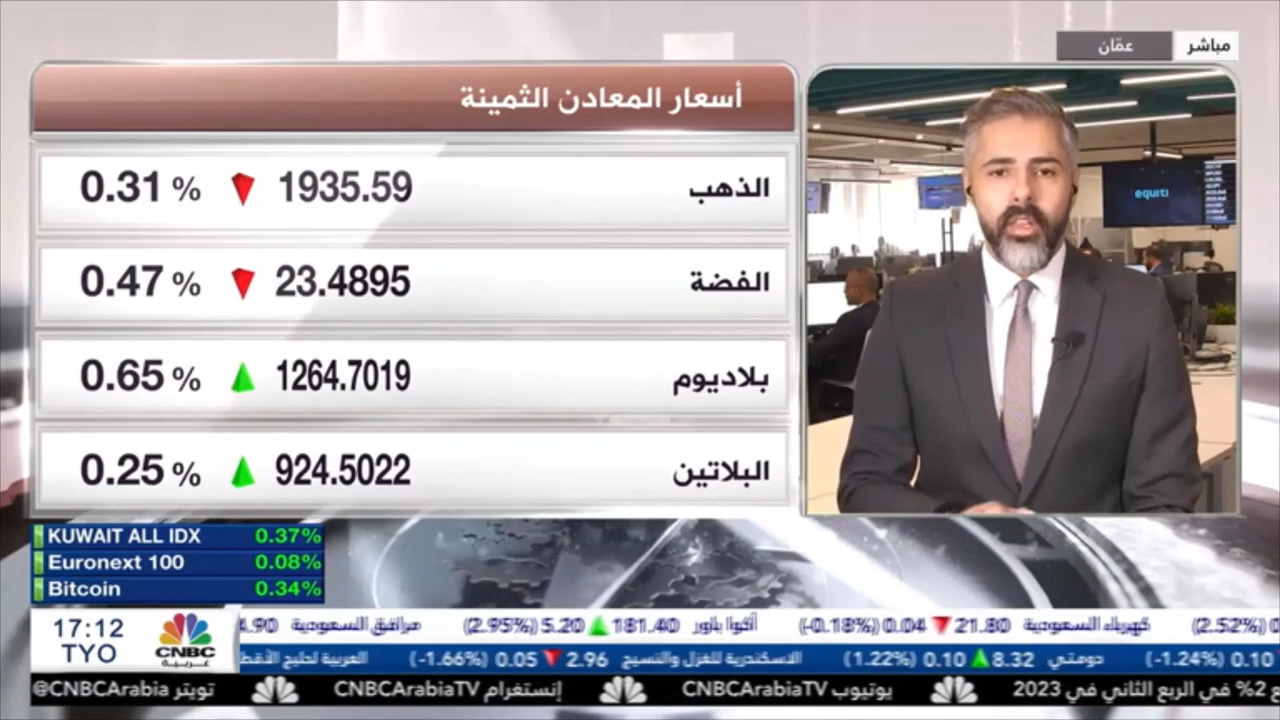 مباشر عمّان
أسعار المعادن الثمينة
الذهب 1935.59 0.31 %
الفضة 23.4895 0.47 %
بلاديوم 1264.7019 0.65 %
البلاتين 924.5022 0.25 %
equiti
KUWAIT ALL IDX 0.37%
Euronext 100 0.08%
Bitcoin 0.34%
17:12
TYO
CNBC
عربية
(2.52%) كهرباء السعودية 21.80 0.04 (-0.18%) أكوا باور 181.40 5.20 (2.95%) مرافق السعودية
0.10 (-1.24%) دومتي 8.32 0.10 (1.22%) الاسكندرية للغزل والنسيج 2.96 0.05 (-1.66%) العربية لحليج الأقط
2% في الربع الثاني في 2023 يوتيوب CNBCArabiaTV إنستغرام CNBCArabiaTV تويتر @CNBCArabia